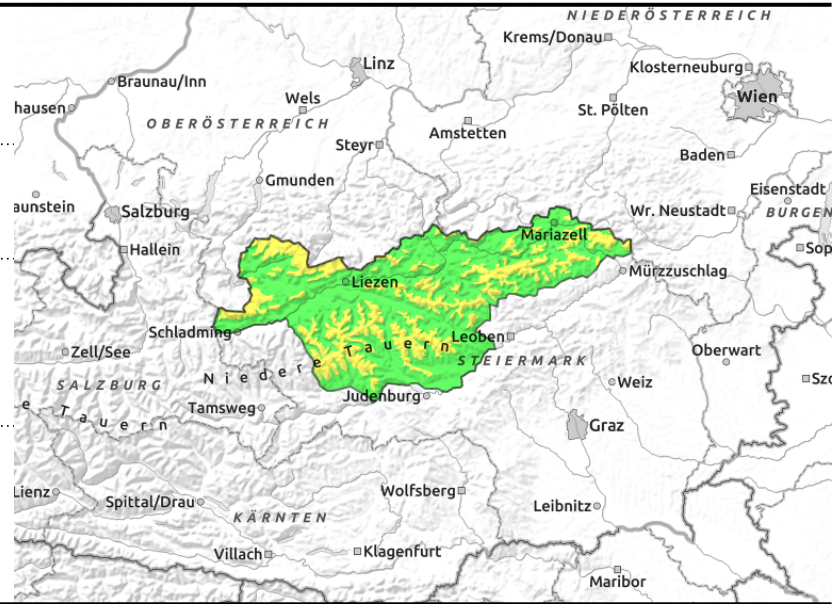 NIEDERÖSTERREICH
Krems/Donau
Linz
Klosterneuburg
Braunau/Inn
Wien
Wels
hausen
St. Pölten
OBERÖSTERREICH
Amstetten
Steyr
Baden
Gmunden
Eisenstadt
aunstein
Salzburg
Wr. Neustadt
BURGEN
Mariazell
Hallein
Sop
Mürzzuschlag
Liezen
Schladming
Leoben
Zell/See
Niedere Tauern
Oberwart
STEIERMARK
SALZBURG
Weiz
Szo
Judenburg
Tamsweg
e Tauern
Graz
Lienz
Wolfsberg
Spittal/Drau
Leibnitz
KÄRNTEN
Villach
Klagenfurt
Maribor